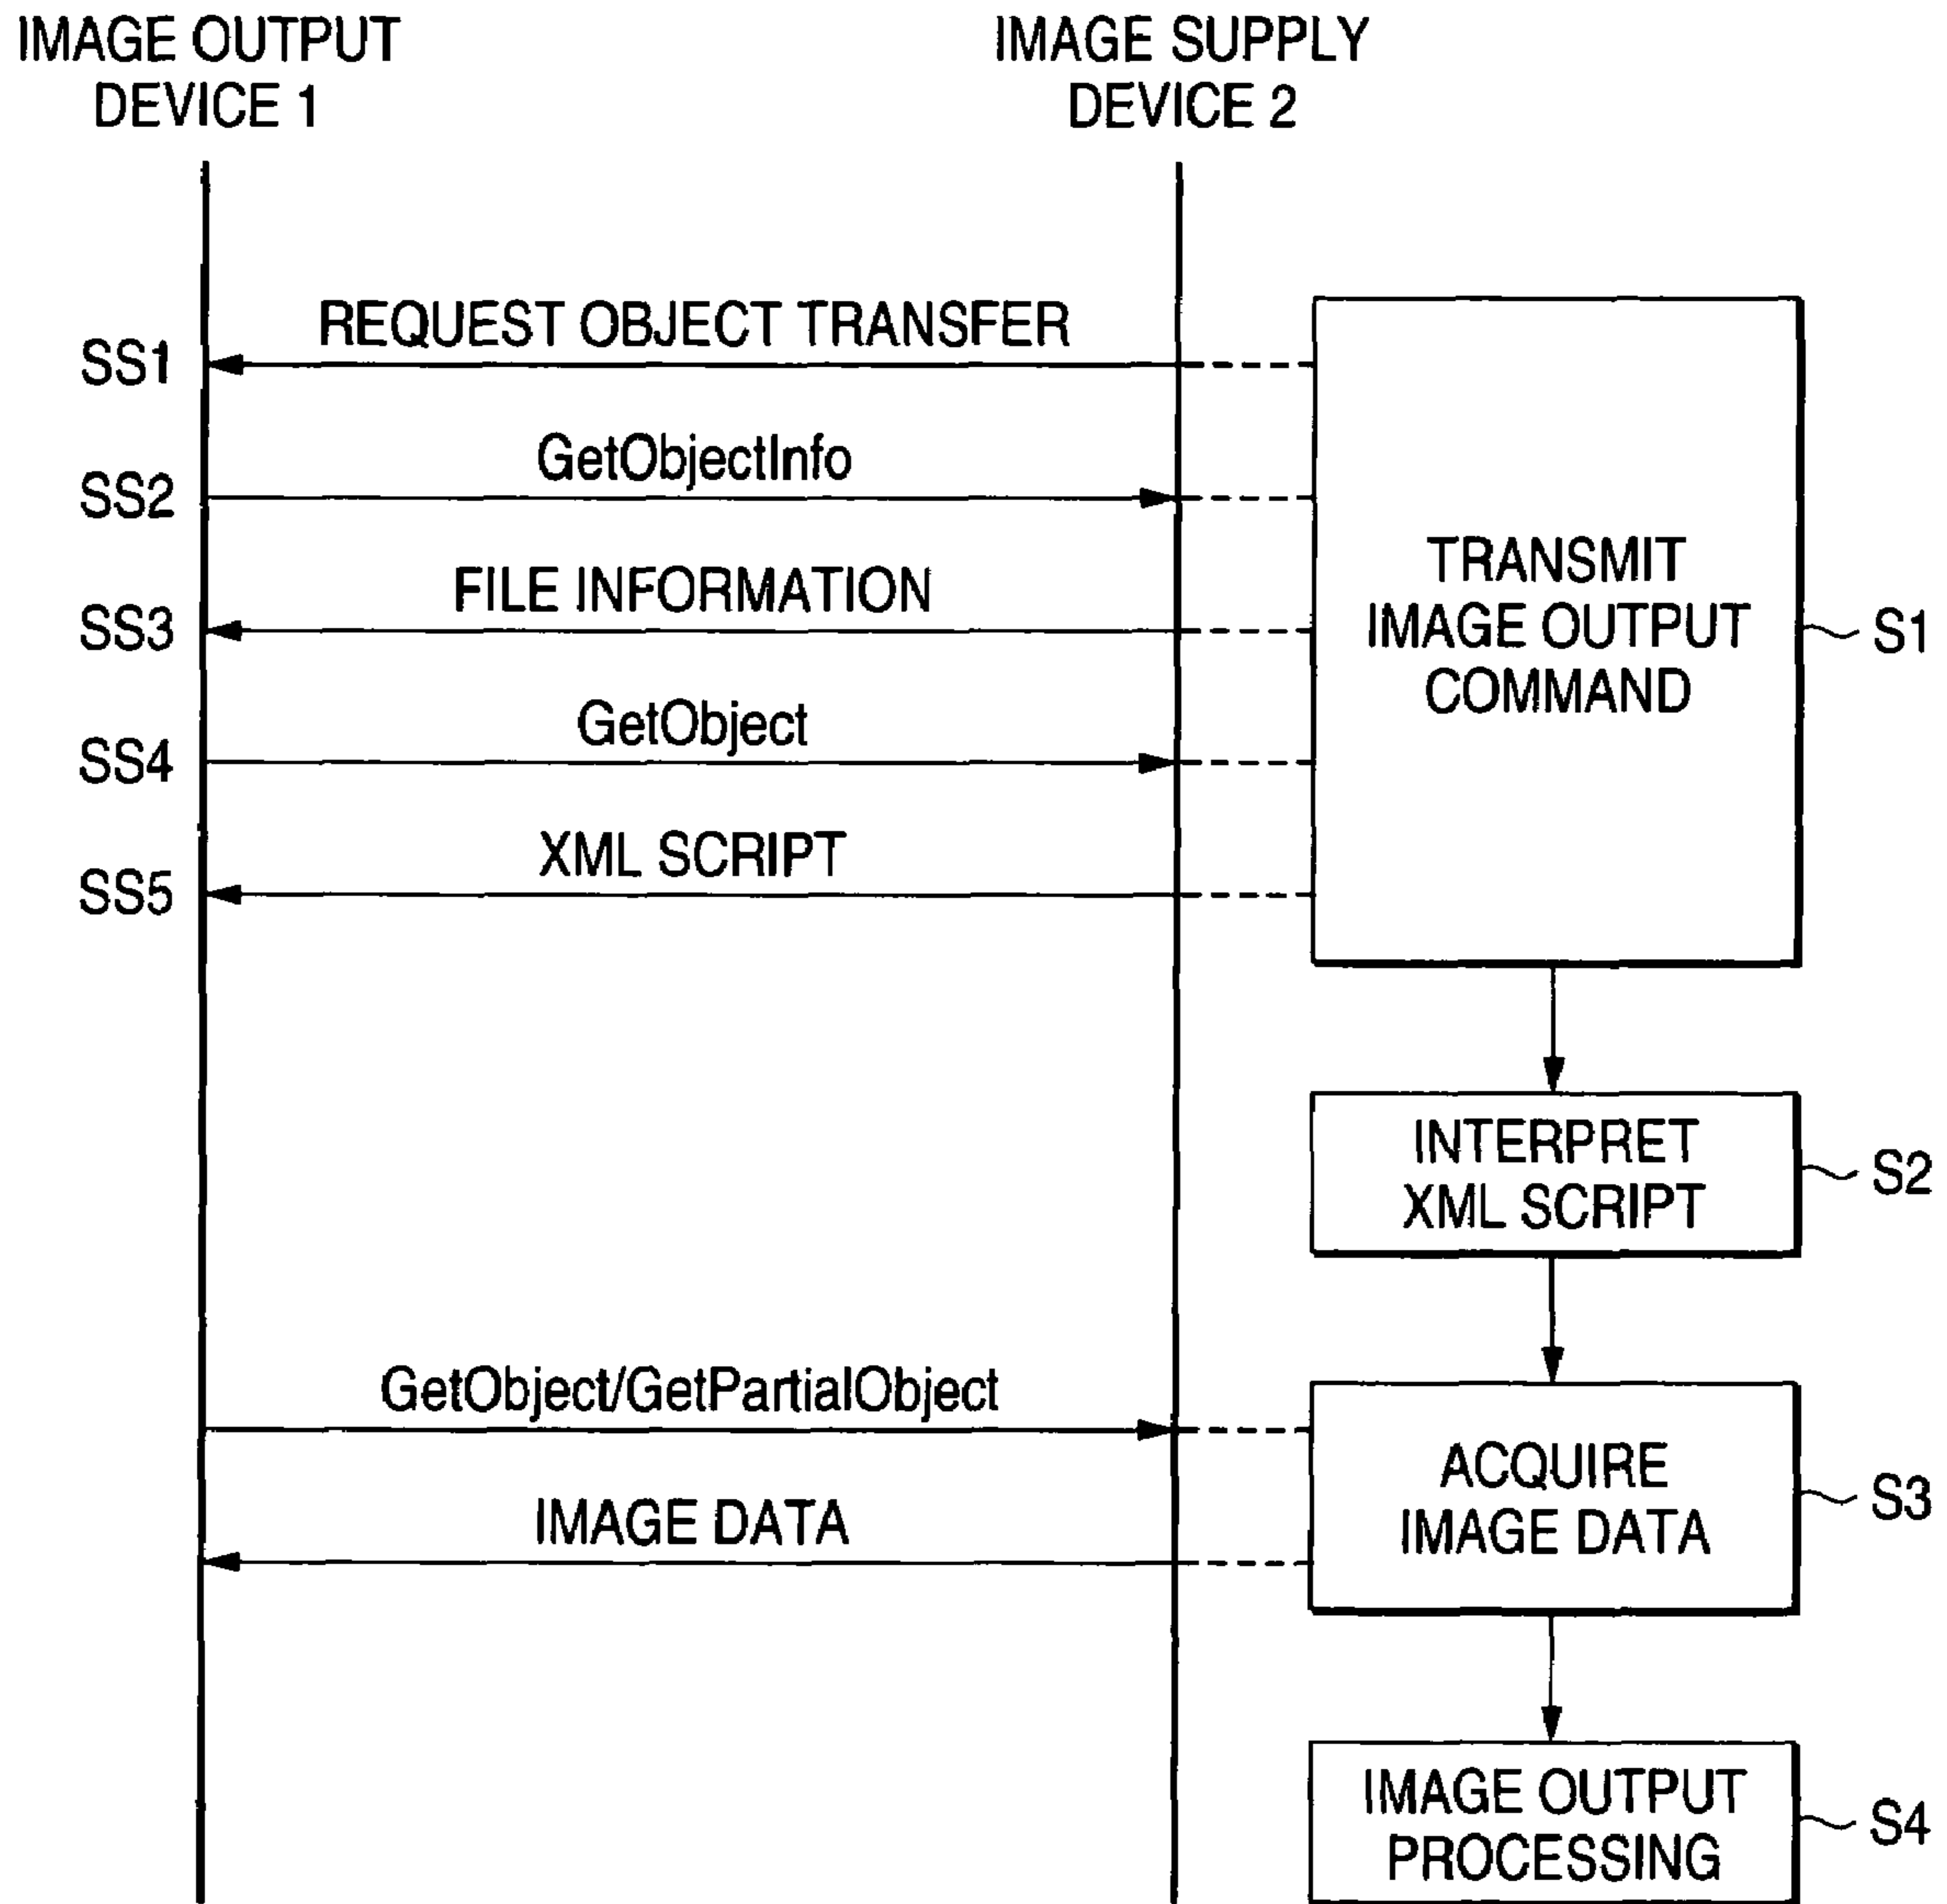 IMAGE OUTPUT
DEVICE 1
IMAGE SUPPLY
DEVICE 2
REQUEST OBJECT TRANSFER
SS1
GetObjectInfo
SS2
FILE INFORMATION
SS3
GetObject
SS4
XML SCRIPT
SS5
TRANSMIT
IMAGE OUTPUT
COMMAND
S1
INTERPRET
XML SCRIPT
S2
GetObject/GetPartialObject
IMAGE DATA
ACQUIRE
IMAGE DATA
S3
IMAGE OUTPUT
PROCESSING
S4